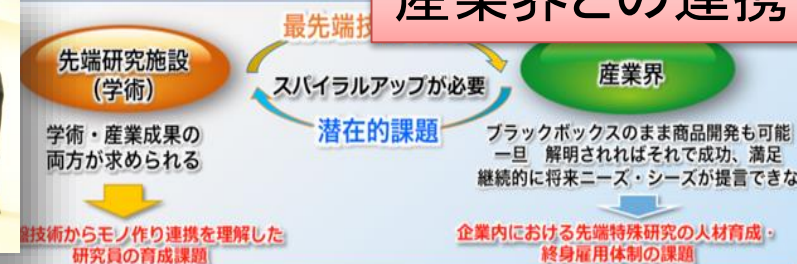 産業界との連携
最先端技
先端研究施設
(学術)
スパイラルアップが必要
産業界
潜在的課題
学術・産業成果の
両方が求められる
ブラックボックスのまま商品開発も可能
一旦 解明されればそれで成功、満足
継続的に将来ニーズ・シーズが提言できな
技術からモノ作り連携を理解した
研究員の育成課題
企業内における先端特殊研究の人材育成・
終身雇用体制の課題